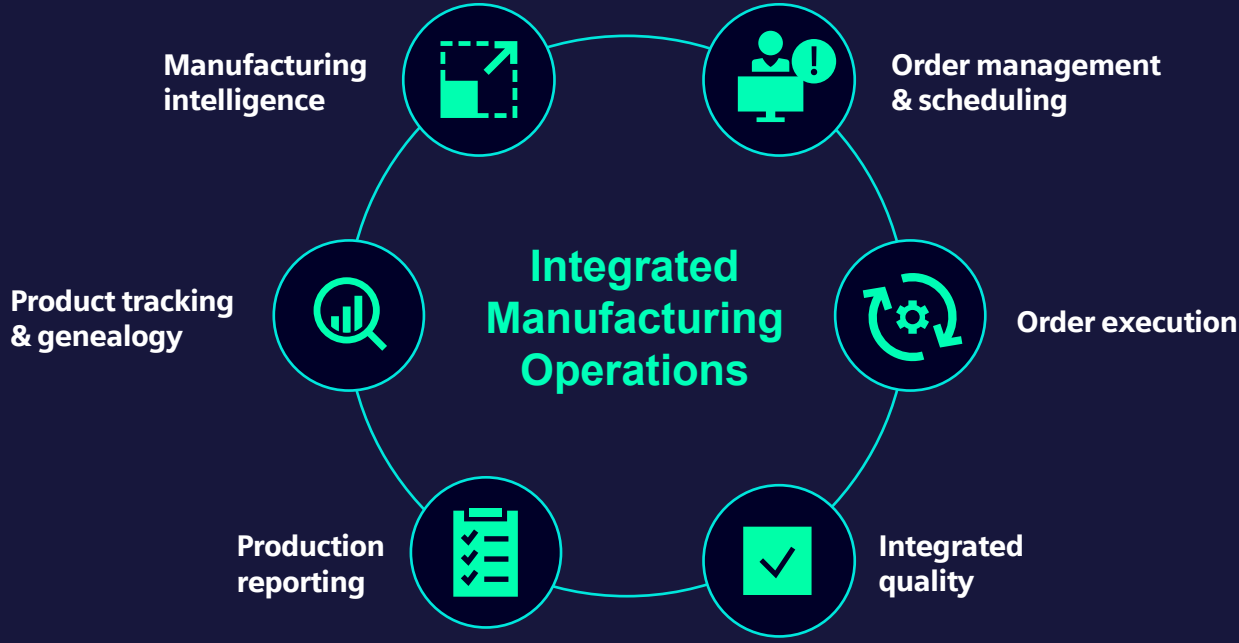 Manufacturing
intelligence
Order management
& scheduling
Product tracking
& genealogy
Integrated
Manufacturing
Operations
Order execution
Production
reporting
Integrated
quality